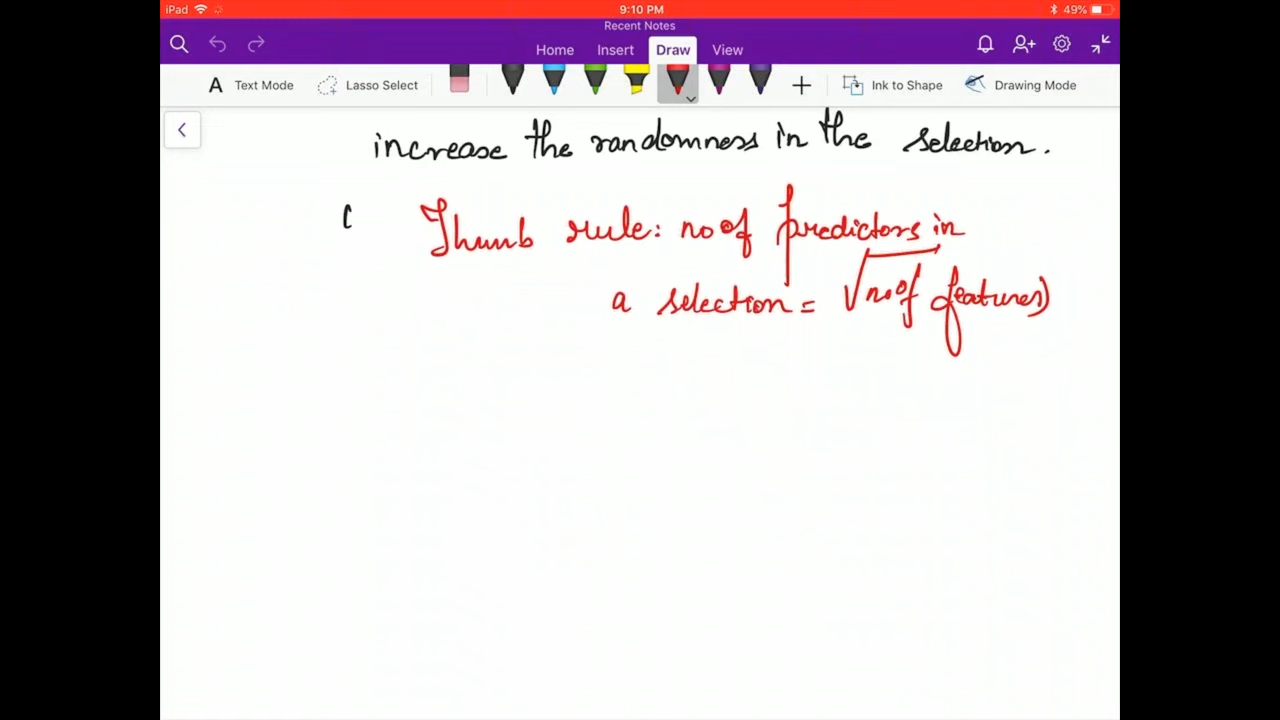 iPad 9:10 PM 49%
Recent Notes
Home Insert Draw View
A Text Mode Lasso Select Ink to Shape Drawing Mode
increase the randomness in the selection.
Thumb rule: no of predictors in
a selection = √no of features)